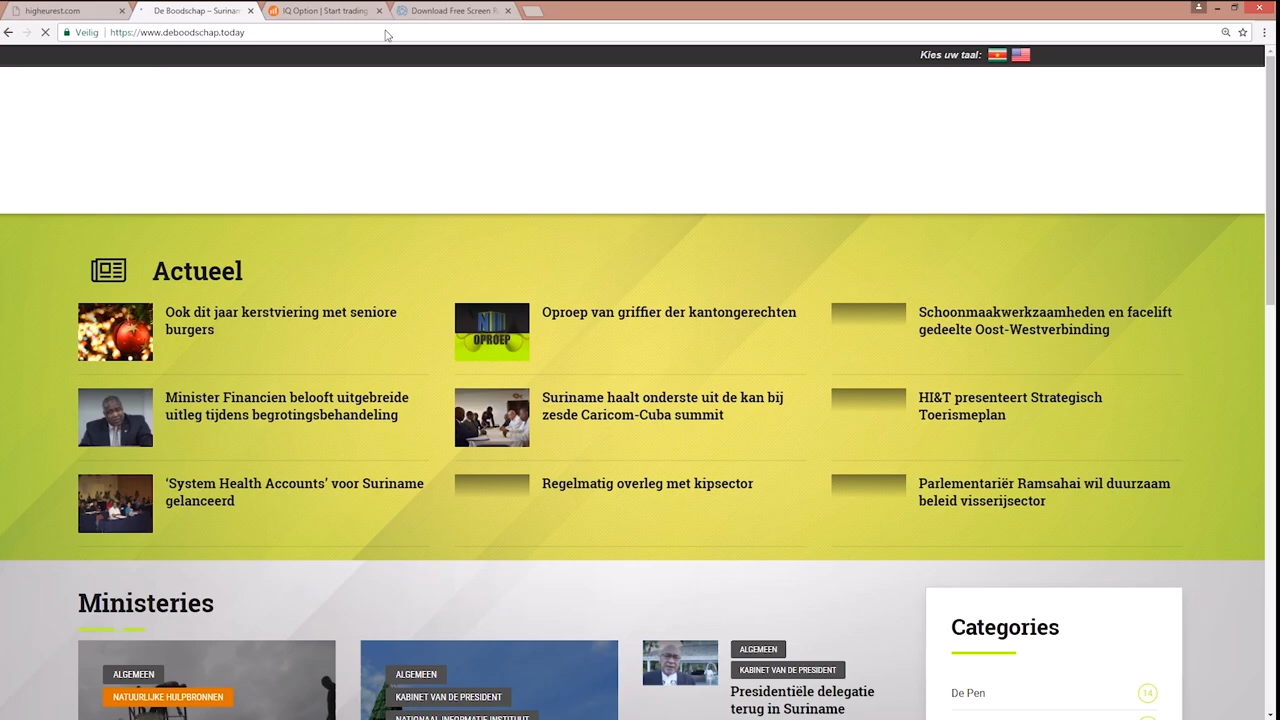 higheurest.com
De Boodschap – Surinam
IQ Option | Start trading
Download Free Screen R
Veilig
https://www.deboodschap.today
Kies uw taal:
Actueel
Ook dit jaar kerstviering met seniore
burgers
Oproep van griffier der kantongerechten
OPROEP
Schoonmaakwerkzaamheden en facelift
gedeelte Oost-Westverbinding
Minister Financien belooft uitgebreide
uitleg tijdens begrotingsbehandeling
Suriname haalt onderste uit de kan bij
zesde Caricom-Cuba summit
HI&T presenteert Strategisch
Toerismeplan
‘System Health Accounts’ voor Suriname
gelanceerd
Regelmatig overleg met kipsector
Parlementariër Ramsahai wil duurzaam
beleid visserijsector
Ministeries
ALGEMEEN
NATUURLIJKE HULPBRONNEN
ALGEMEEN
KABINET VAN DE PRESIDENT
NATIONAAL INFORMATIE INSTITUUT
ALGEMEEN
KABINET VAN DE PRESIDENT
Presidentiële delegatie
terug in Suriname
Categories
De Pen
14